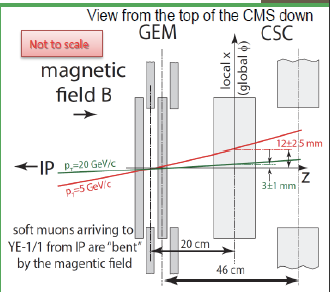 View from the top of the CMS down
GEM
CSC
Not to scale
magnetic
field B
local x
(global ϕ)
12±2.5 mm
←IP
pₜ=20 GeV/c
pₜ=5 GeV/c
Z
3±1 mm
soft muons arriving to
YE-1/1 from IP are "bent"
by the magentic field
20 cm
46 cm